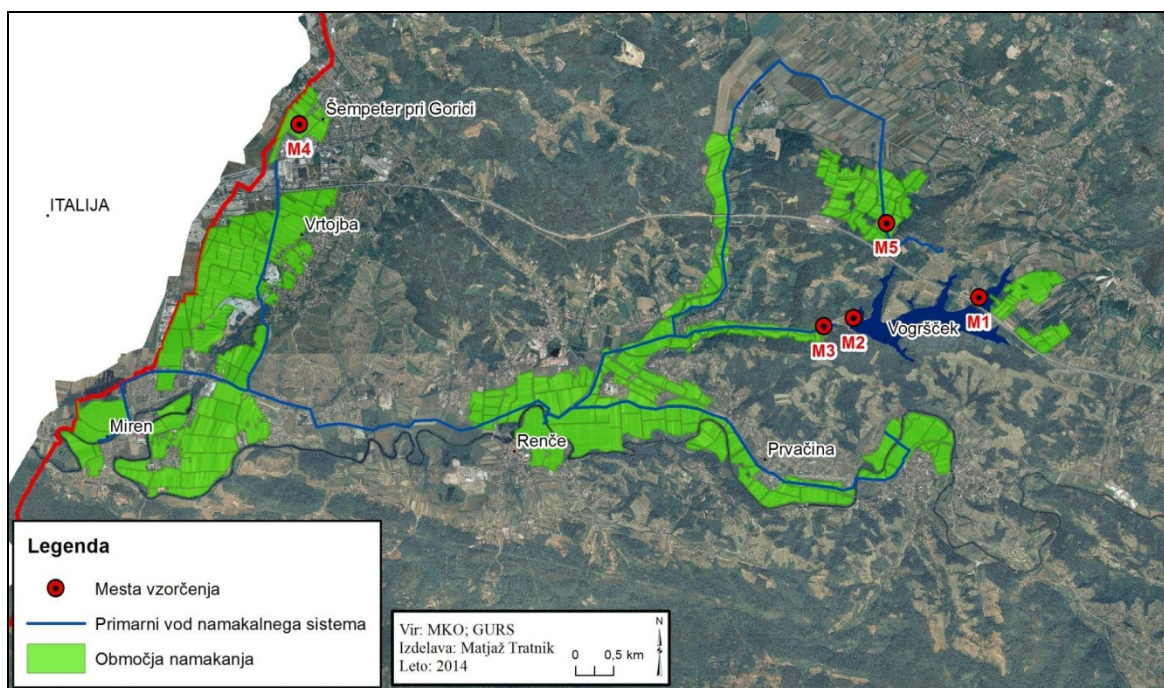 Šempeter pri Gorici
M4
ITALIJA
Vrtojba
M5
M1
M2
Vogršček
M3
Miren
Renče
Prvačina
Legenda
Mesta vzorčenja
Primarni vod namakalnega sistema
Območja namakanja
Vir: MKO; GURS
Izdelava: Matjaž Tratnik
Leto: 2014
N
0 0,5 km